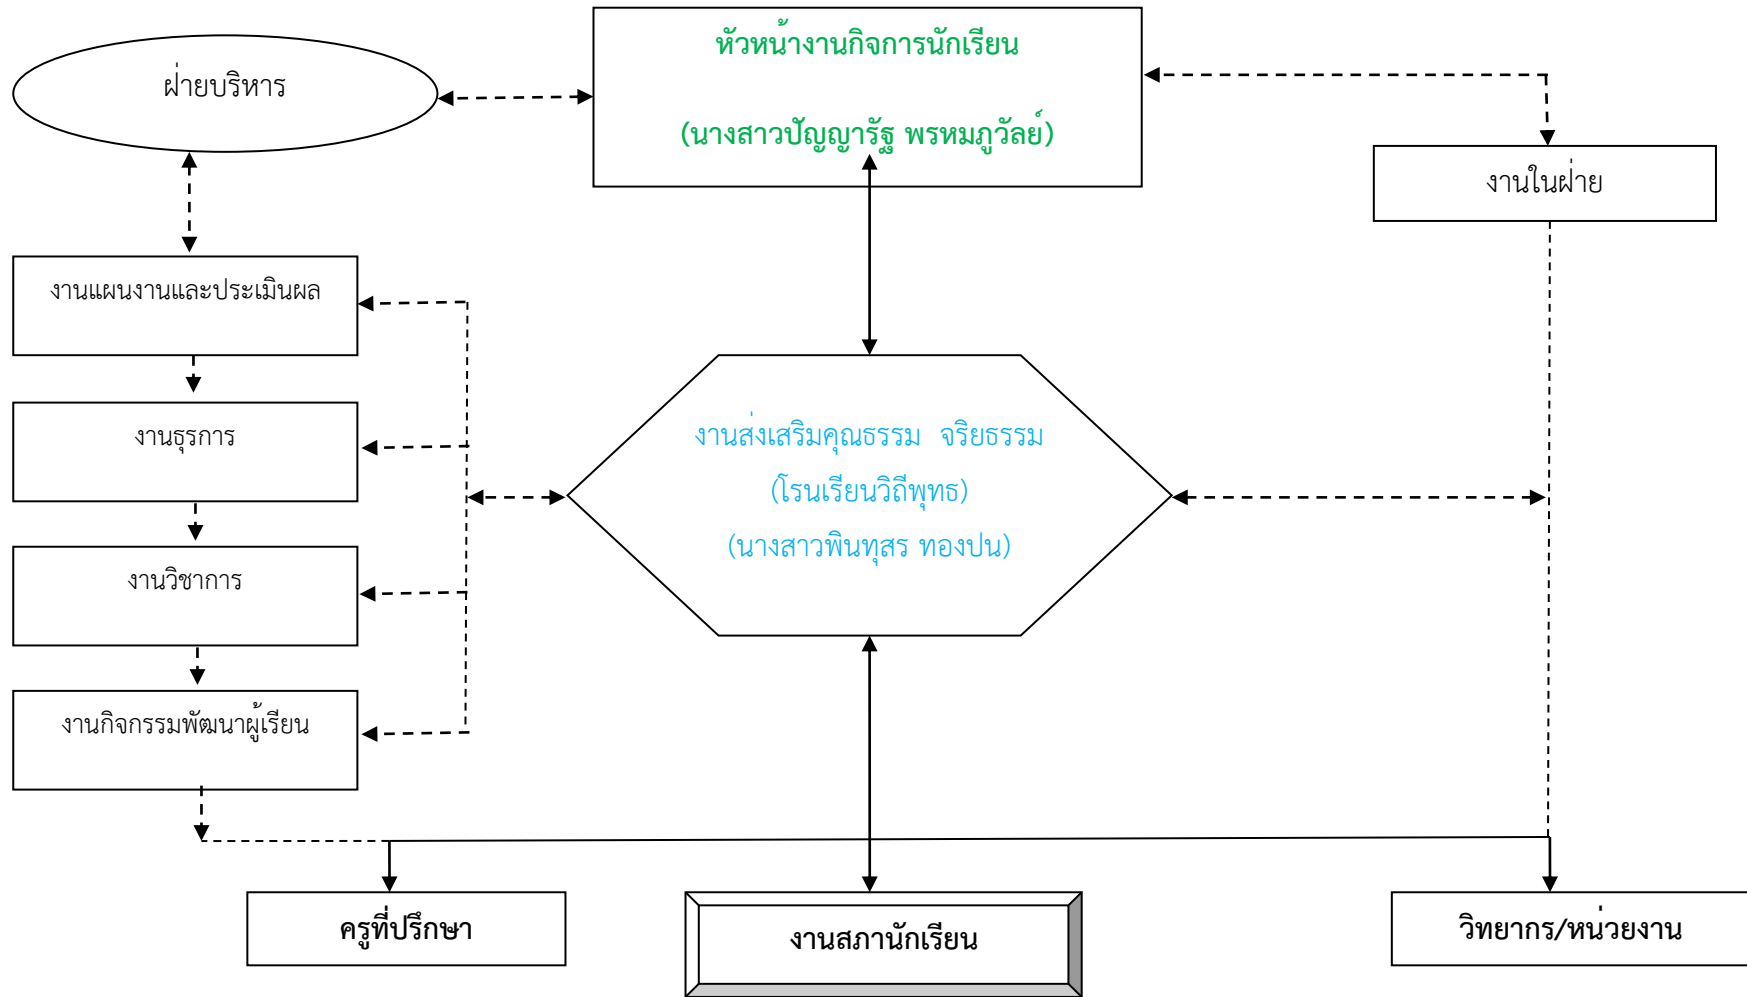 หัวหน้างานกิจการนักเรียน
(นางสาวปัญญารัฐ พรหมภูวัลย์)
ฝ่ายบริหาร
งานในฝ่าย
งานแผนงานและประเมินผล
งานธุรการ
งานวิชาการ
งานกิจกรรมพัฒนาผู้เรียน
งานส่งเสริมคุณธรรม จริยธรรม
(โรนเรียนวิถีพุทธ)
(นางสาวพินทุสร ทองปน)
ครูที่ปรึกษา
งานสภานักเรียน
วิทยากร/หน่วยงาน